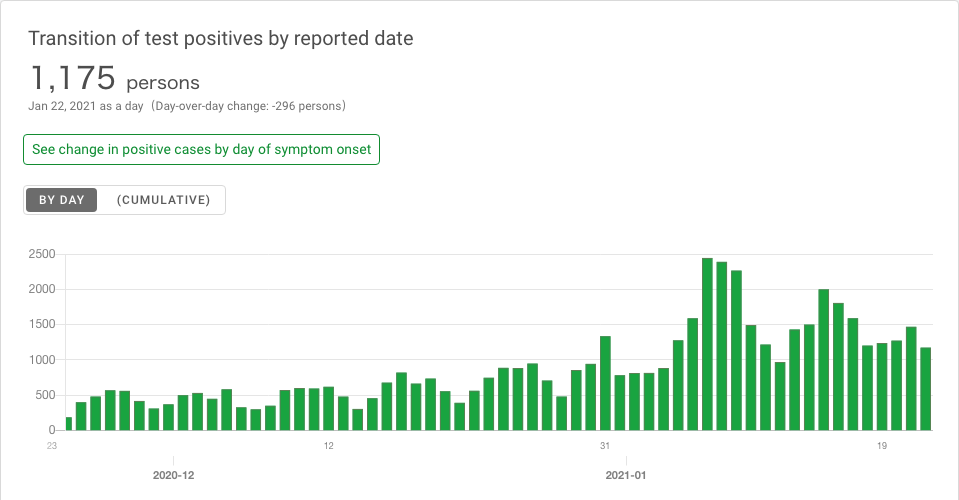 Transition of test positives by reported date
1,175 persons
Jan 22, 2021 as a day (Day-over-day change: -296 persons)
See change in positive cases by day of symptom onset
BY DAY (CUMULATIVE)
2500
2000
1500
1000
500
0
23 12 31 19
2020-12 2021-01